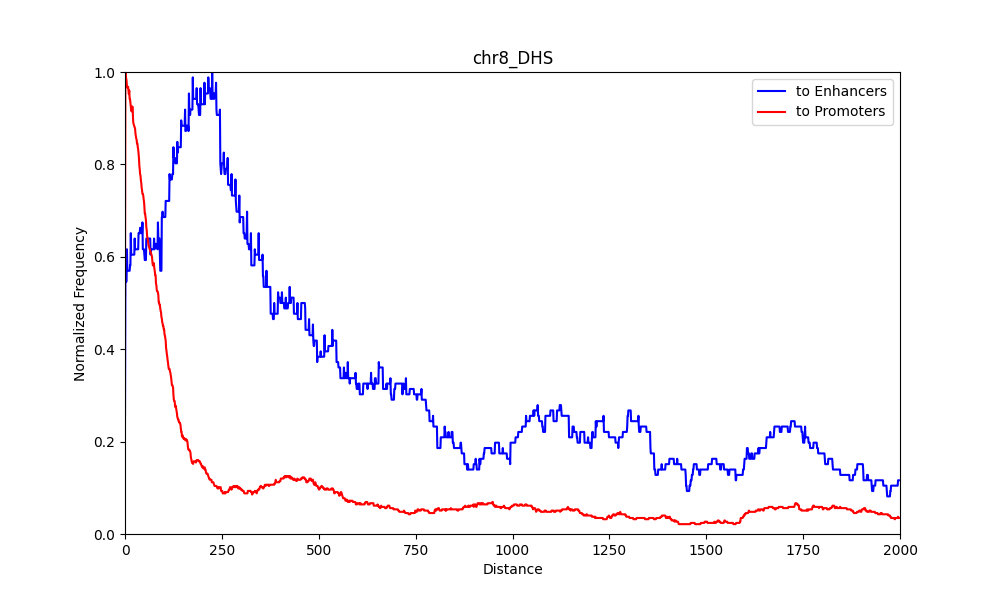 chr8_DHS
to Enhancers
to Promoters
Normalized Frequency
1.0
0.8
0.6
0.4
0.2
0.0
0 250 500 750 1000 1250 1500 1750 2000
Distance